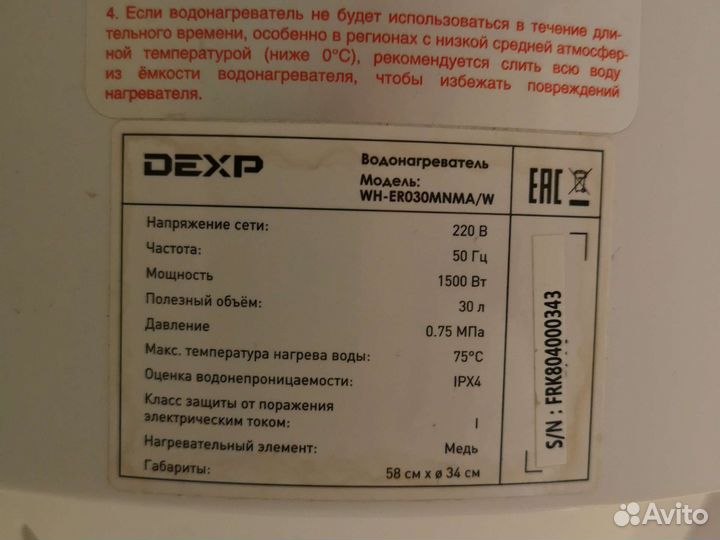 4. Если водонагреватель не будет использоваться в течение дли-
тельного времени, особенно в регионах с низкой средней атмосфер-
ной температурой (ниже 0°C), рекомендуется слить всю воду
из ёмкости водонагревателя, чтобы избежать повреждений
нагревателя.
DEXP
Водонагреватель
Модель:
WH-ER030MNMA/W
Напряжение сети: 220 В
Частота: 50 Гц
Мощность 1500 Вт
Полезный объём: 30 л
Давление 0.75 МПа
Макс. температура нагрева воды: 75°C
Оценка водонепроницаемости: IPX4
Класс защиты от поражения
электрическим током: I
Нагревательный элемент: Медь
Габариты: 58 см x ø 34 см
EAC
S/N : FRK804000343
Avito